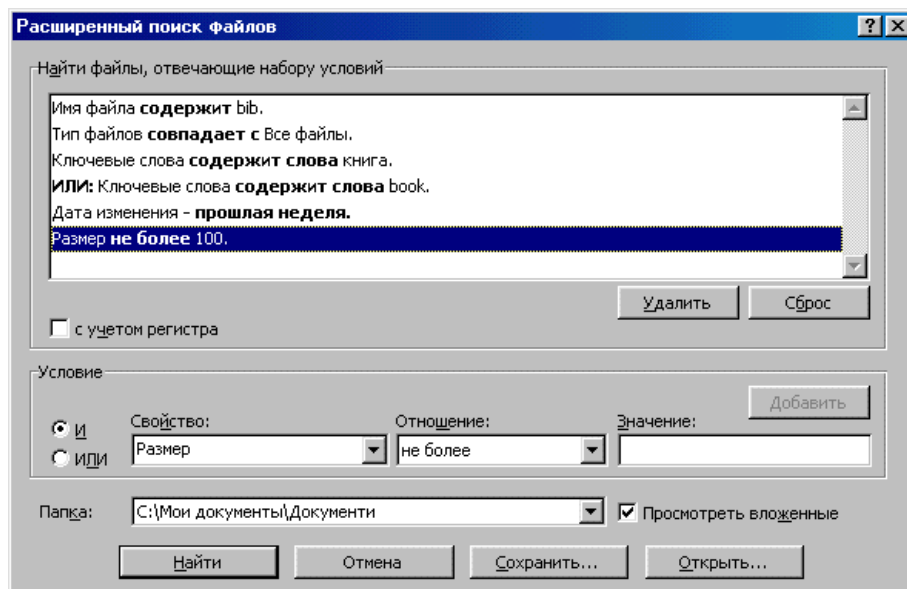 Расширенный поиск файлов
Найти файлы, отвечающие набору условий
Имя файла содержит bib.
Тип файлов совпадает с Все файлы.
Ключевые слова содержит слова книга.
ИЛИ: Ключевые слова содержит слова book.
Дата изменения - прошлая неделя.
Размер не более 100.
Удалить Сброс
с учетом регистра
Условие
Добавить
И Свойство: Отношение: Значение:
ИЛИ Размер не более
Папка: C:\Мои документы\Документи Просмотреть вложенные
Найти Отмена Сохранить... Открыть...